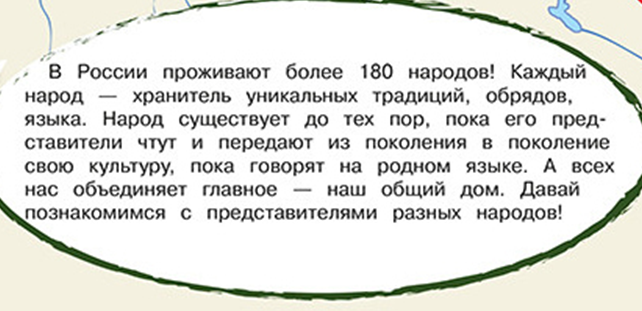 В России проживают более 180 народов! Каждый
народ — хранитель уникальных традиций, обрядов,
языка. Народ существует до тех пор, пока его пред-
ставители чтут и передают из поколения в поколение
свою культуру, пока говорят на родном языке. А всех
нас объединяет главное — наш общий дом. Давай
познакомимся с представителями разных народов!